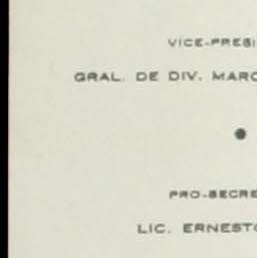 VICE-PRESI
GRAL. DE DIV. MARC
PRO-SECRE
LIC. ERNESTO